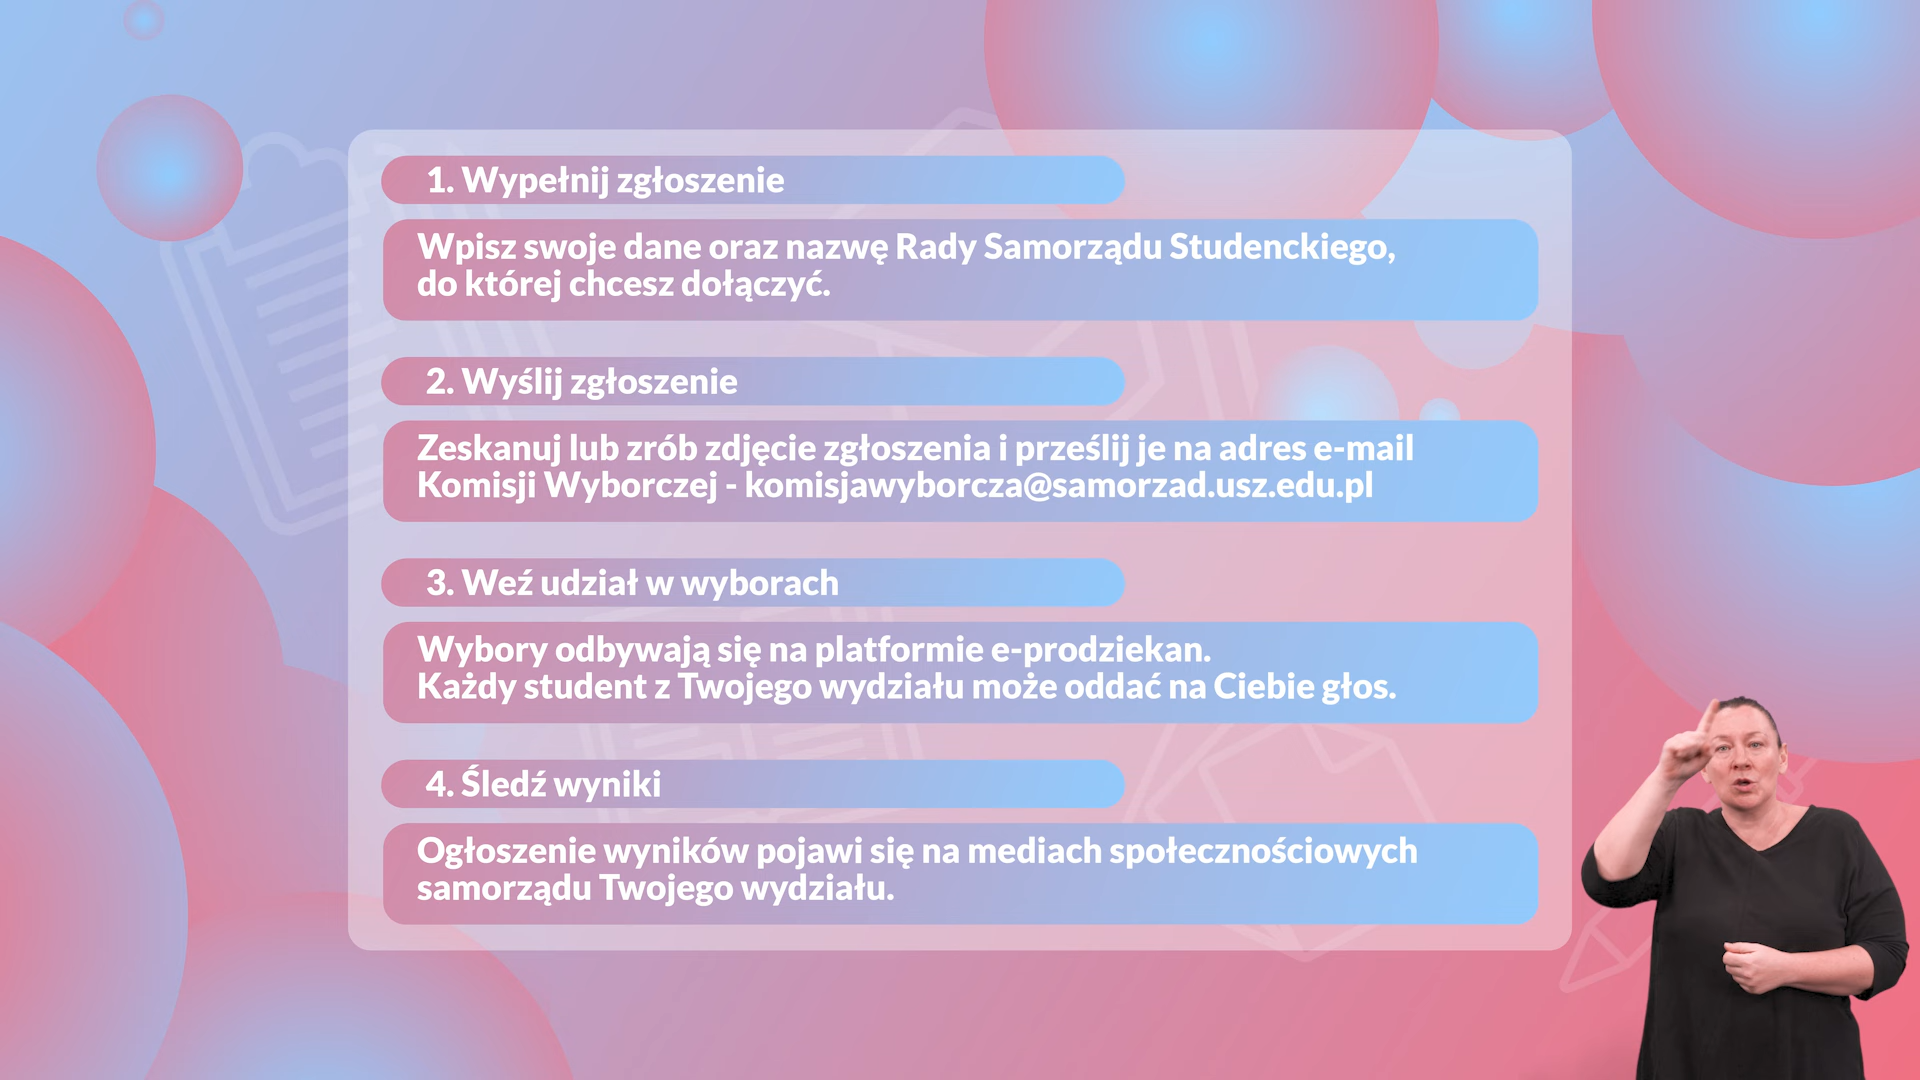 1. Wypełnij zgłoszenie
Wpisz swoje dane oraz nazwę Rady Samorządu Studenckiego,
do której chcesz dołączyć.
2. Wyślij zgłoszenie
Zeskanuj lub zrób zdjęcie zgłoszenia i prześlij je na adres e-mail
Komisji Wyborczej - komisjawyborcza@samorzad.usz.edu.pl
3. Weź udział w wyborach
Wybory odbywają się na platformie e-prodziekan.
Każdy student z Twojego wydziału może oddać na Ciebie głos.
4. Śledź wyniki
Ogłoszenie wyników pojawi się na mediach społecznościowych
samorządu Twojego wydziału.